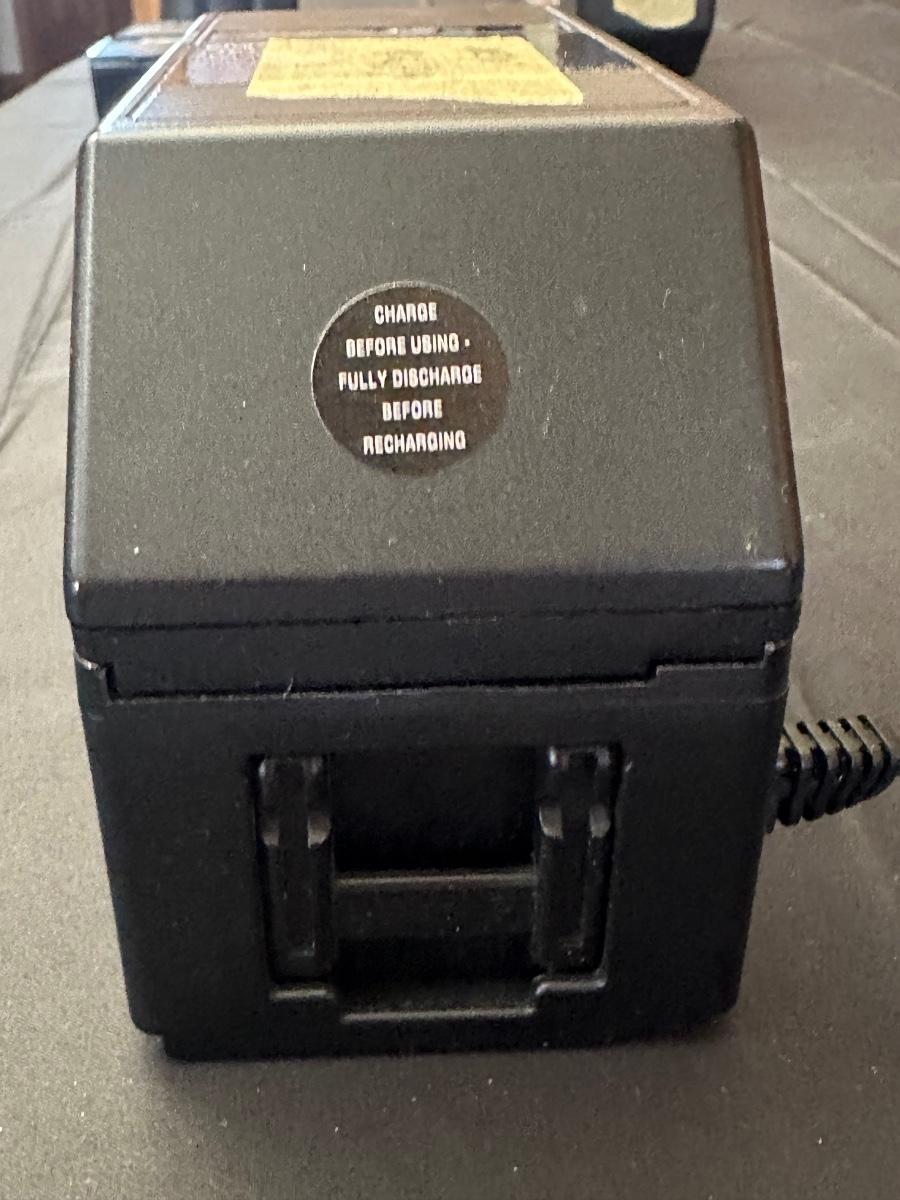 CHARGE
BEFORE USING •
FULLY DISCHARGE
BEFORE
RECHARGING